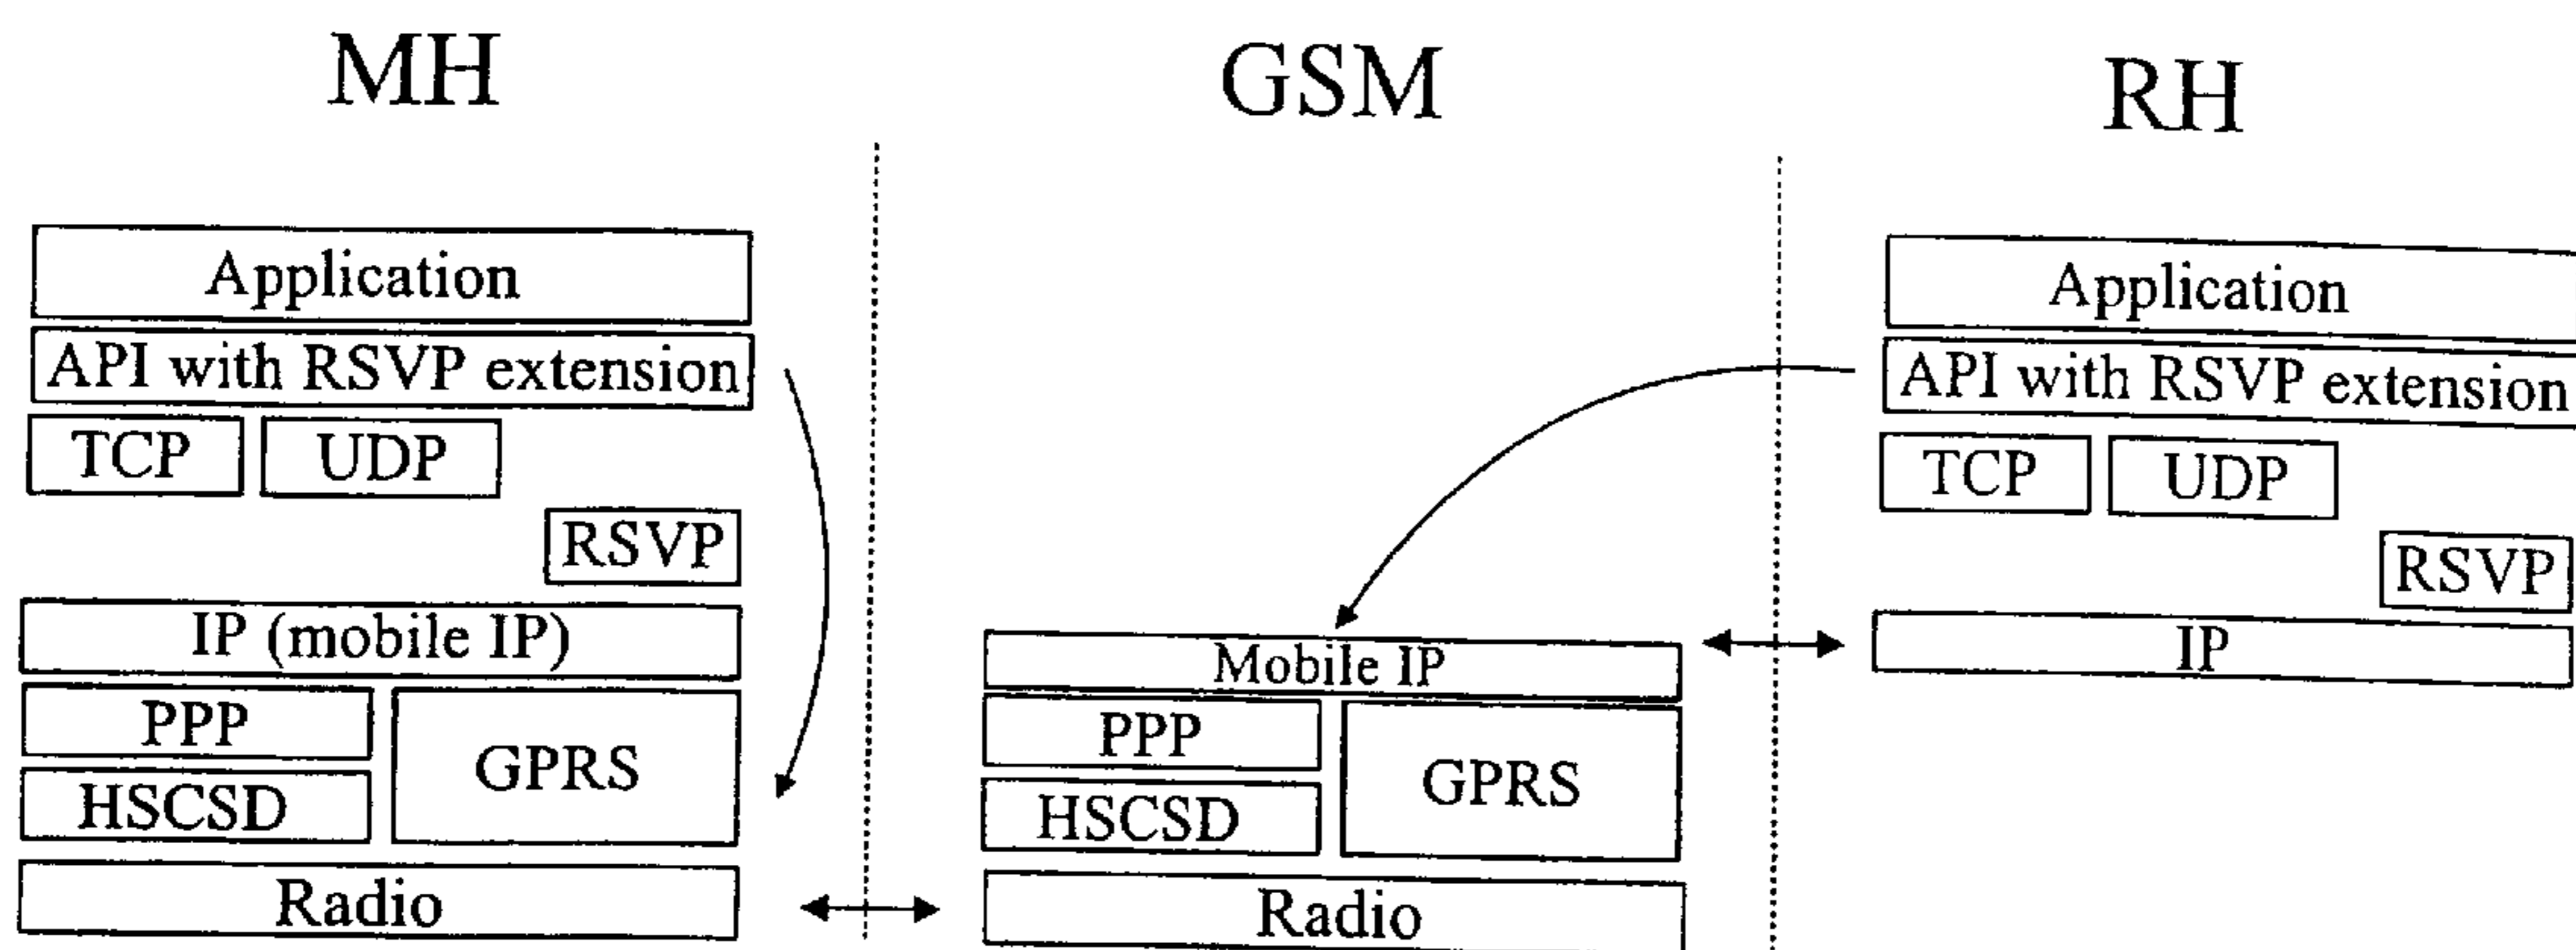 MH
GSM
RH
Application
API with RSVP extension
TCP
UDP
RSVP
IP (mobile IP)
PPP
HSCSD
GPRS
Radio
Mobile IP
PPP
HSCSD
GPRS
Radio
Application
API with RSVP extension
TCP
UDP
RSVP
IP